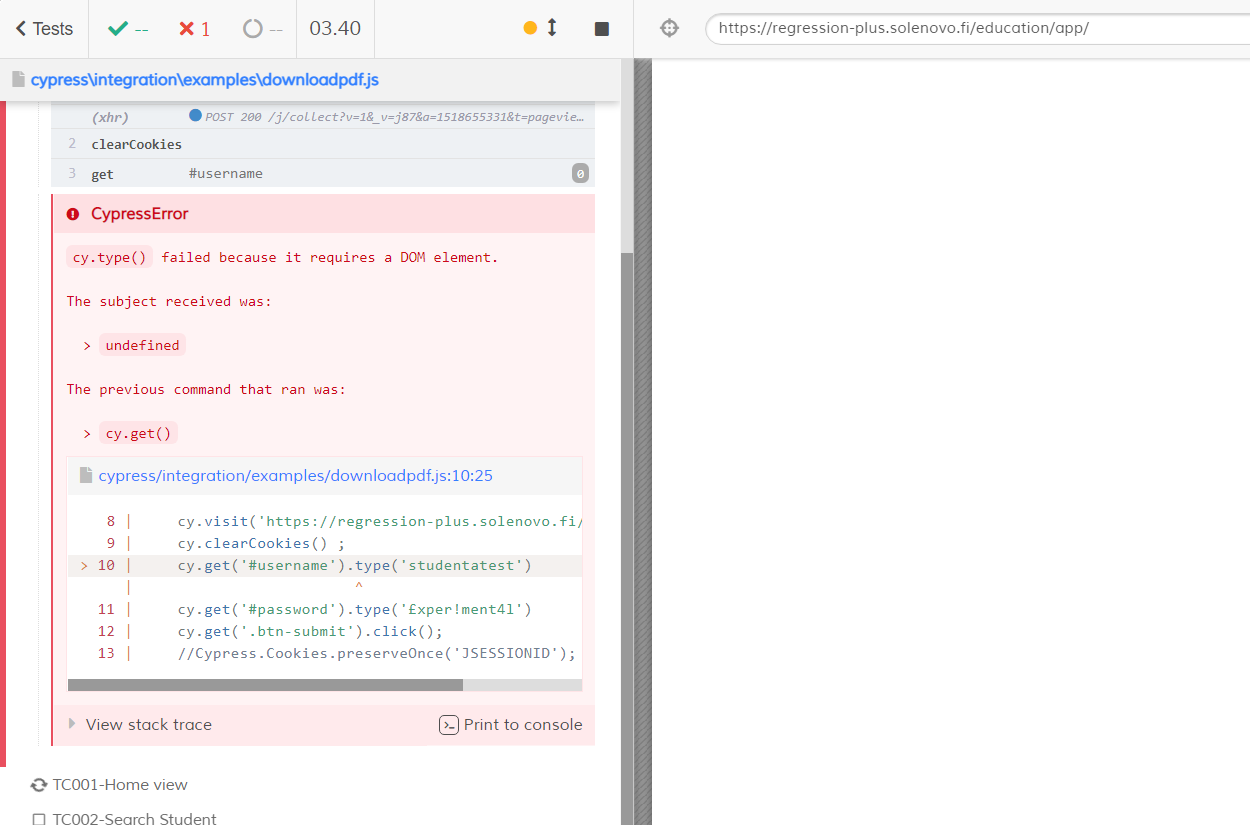 Tests
--
1
--
03.40
https://regression-plus.solenovo.fi/education/app/
cypress\integration\examples\downloadpdf.js
(xhr) POST 200 /j/collect?v=1&_v=j87&a=1518655331&t=pagevie…
2 clearCookies
3 get #username 0
CypressError
cy.type() failed because it requires a DOM element.
The subject received was:
> undefined
The previous command that ran was:
> cy.get()
cypress/integration/examples/downloadpdf.js:10:25
8 | cy.visit('https://regression-plus.solenovo.fi/
9 | cy.clearCookies() ;
> 10 | cy.get('#username').type('studentatest')
| ^
11 | cy.get('#password').type('£xper!ment4l')
12 | cy.get('.btn-submit').click();
13 | //Cypress.Cookies.preserveOnce('JSESSIONID');
View stack trace
Print to console
TC001-Home view
TC002-Search Student